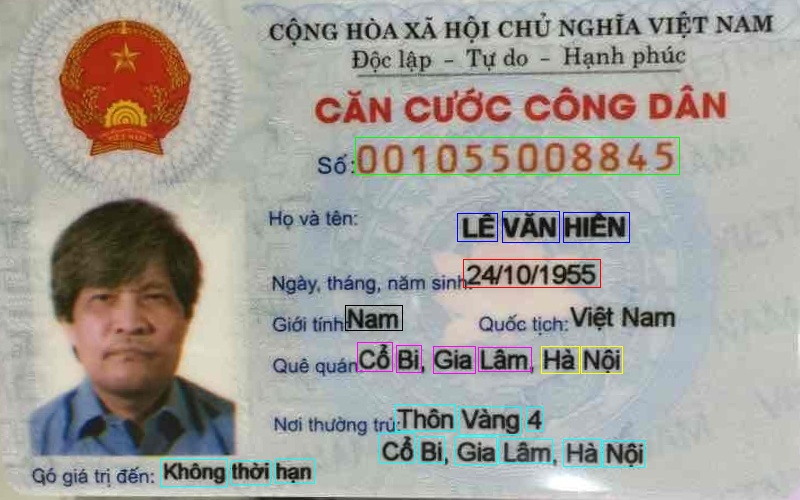 CỘNG HÒA XÃ HỘI CHỦ NGHĨA VIỆT NAM
Độc lập - Tự do - Hạnh phúc
CĂN CƯỚC CÔNG DÂN
Số: 001055008845
Họ và tên: LÊ VĂN HIỀN
Ngày, tháng, năm sinh: 24/10/1955
Giới tính: Nam Quốc tịch: Việt Nam
Quê quán: Cổ Bi, Gia Lâm, Hà Nội
Nơi thường trú: Thôn Vàng 4
Cổ Bi, Gia Lâm, Hà Nội
Có giá trị đến: Không thời hạn